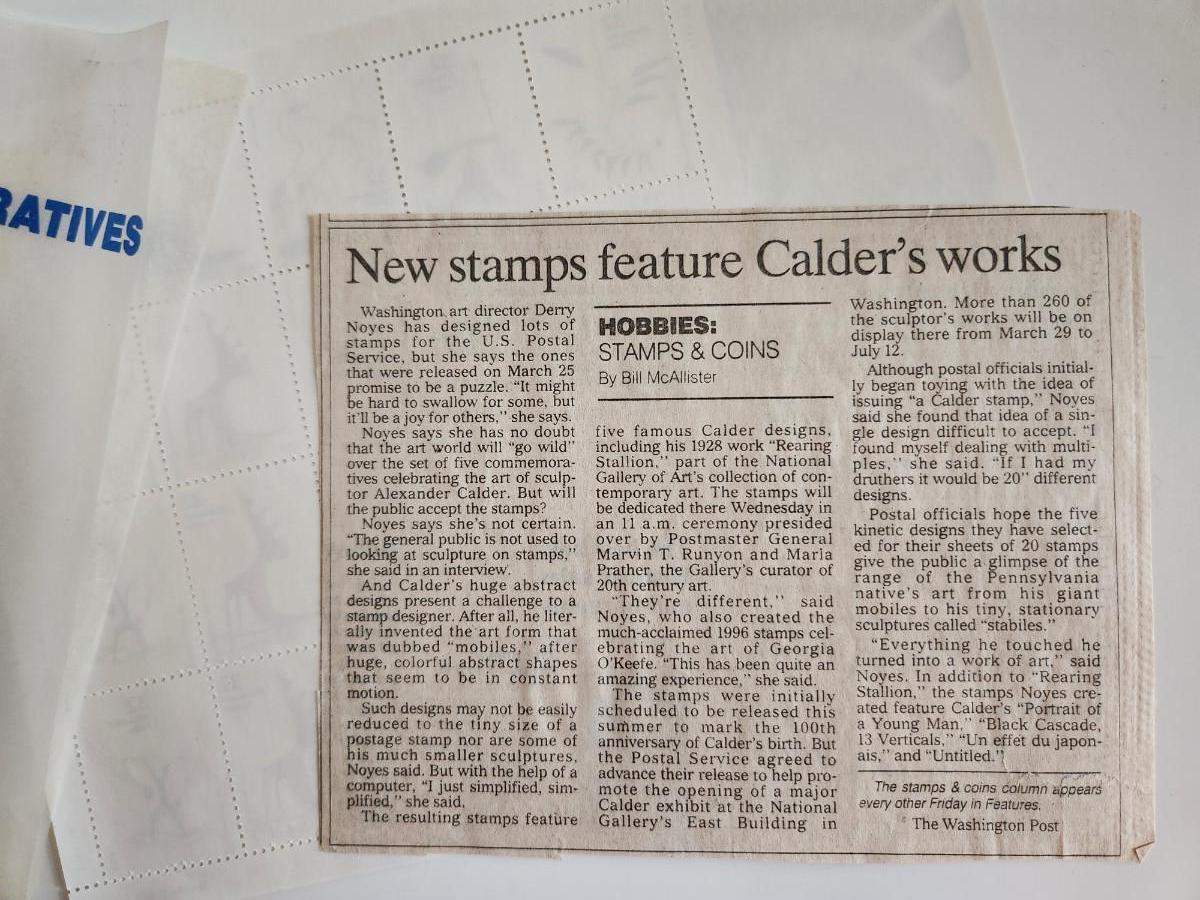 RATIVES
New stamps feature Calder's works
Washington art director Derry
Noyes has designed lots of
stamps for the U.S. Postal
Service, but she says the ones
that were released on March 25
promise to be a puzzle. “It might
be hard to swallow for some, but
it'll be a joy for others,” she says.
Noyes says she has no doubt
that the art world will “go wild”
over the set of five commemora-
tives celebrating the art of sculp-
tor Alexander Calder. But will
the public accept the stamps?
Noyes says she's not certain.
“The general public is not used to
looking at sculpture on stamps,”
she said in an interview.
And Calder's huge abstract
designs present a challenge to a
stamp designer. After all, he liter-
ally invented the art form that
was dubbed “mobiles,” after
huge, colorful abstract shapes
that seem to be in constant
motion.
Such designs may not be easily
reduced to the tiny size of a
postage stamp nor are some of
his much smaller sculptures,
Noyes said. But with the help of a
computer, “I just simplified, sim-
plified,” she said,
The resulting stamps feature
HOBBIES:
STAMPS & COINS
By Bill McAllister
five famous Calder designs,
including his 1928 work “Rearing
Stallion,” part of the National
Gallery of Art's collection of con-
temporary art. The stamps will
be dedicated there Wednesday in
an 11 a.m. ceremony presided
over by Postmaster General
Marvin T. Runyon and Marla
Prather, the Gallery's curator of
20th century art.
“They're different,” said
Noyes, who also created the
much-acclaimed 1996 stamps cel-
ebrating the art of Georgia
O'Keefe. “This has been quite an
amazing experience,” she said.
The stamps were initially
scheduled to be released this
summer to mark the 100th
anniversary of Calder's birth. But
the Postal Service agreed to
advance their release to help pro-
mote the opening of a major
Calder exhibit at the National
Gallery's East Building in
Washington. More than 260 of
the sculptor's works will be on
display there from March 29 to
July 12.
Although postal officials initial-
ly began toying with the idea of
issuing “a Calder stamp,” Noyes
said she found that idea of a sin-
gle design difficult to accept. “I
found myself dealing with multi-
ples,” she said. “If I had my
druthers it would be 20” different
designs.
Postal officials hope the five
kinetic designs they have select-
ed for their sheets of 20 stamps
give the public a glimpse of the
range of the Pennsylvania
native's art from his giant
mobiles to his tiny, stationary
sculptures called “stabiles.”
“Everything he touched he
turned into a work of art,” said
Noyes. In addition to “Rearing
Stallion,” the stamps Noyes cre-
ated feature Calder's “Portrait of
a Young Man,” “Black Cascade,
13 Verticals,” “Un effet du japon-
ais,” and “Untitled.”
The stamps & coins column appears
every other Friday in Features.
The Washington Post